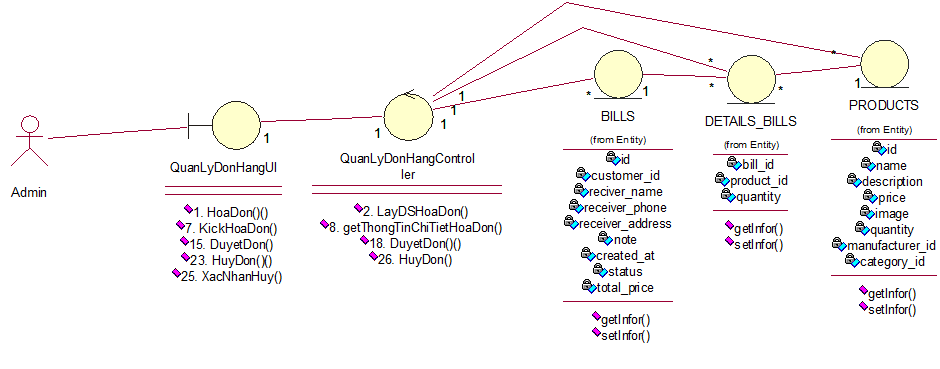 Admin
1
QuanLyDonHangUI
1. HoaDon()()
7. KickHoaDon()
15. DuyetDon()
23. HuyDon()()
25. XacNhanHuy()
1
1
1
1
QuanLyDonHangControl
ler
2. LayDSHoaDon()
8. getThongTinChiTietHoaDon()
18. DuyetDon()()
26. HuyDon()
*
1
BILLS
(from Entity)
id
customer_id
reciver_name
receiver_phone
receiver_address
note
created_at
status
total_price
getInfor()
setInfor()
*
*
*
DETAILS_BILLS
(from Entity)
bill_id
product_id
quantity
getInfor()
setInfor()
*
1
PRODUCTS
(from Entity)
id
name
description
price
image
quantity
manufacturer_id
category_id
getInfor()
setInfor()